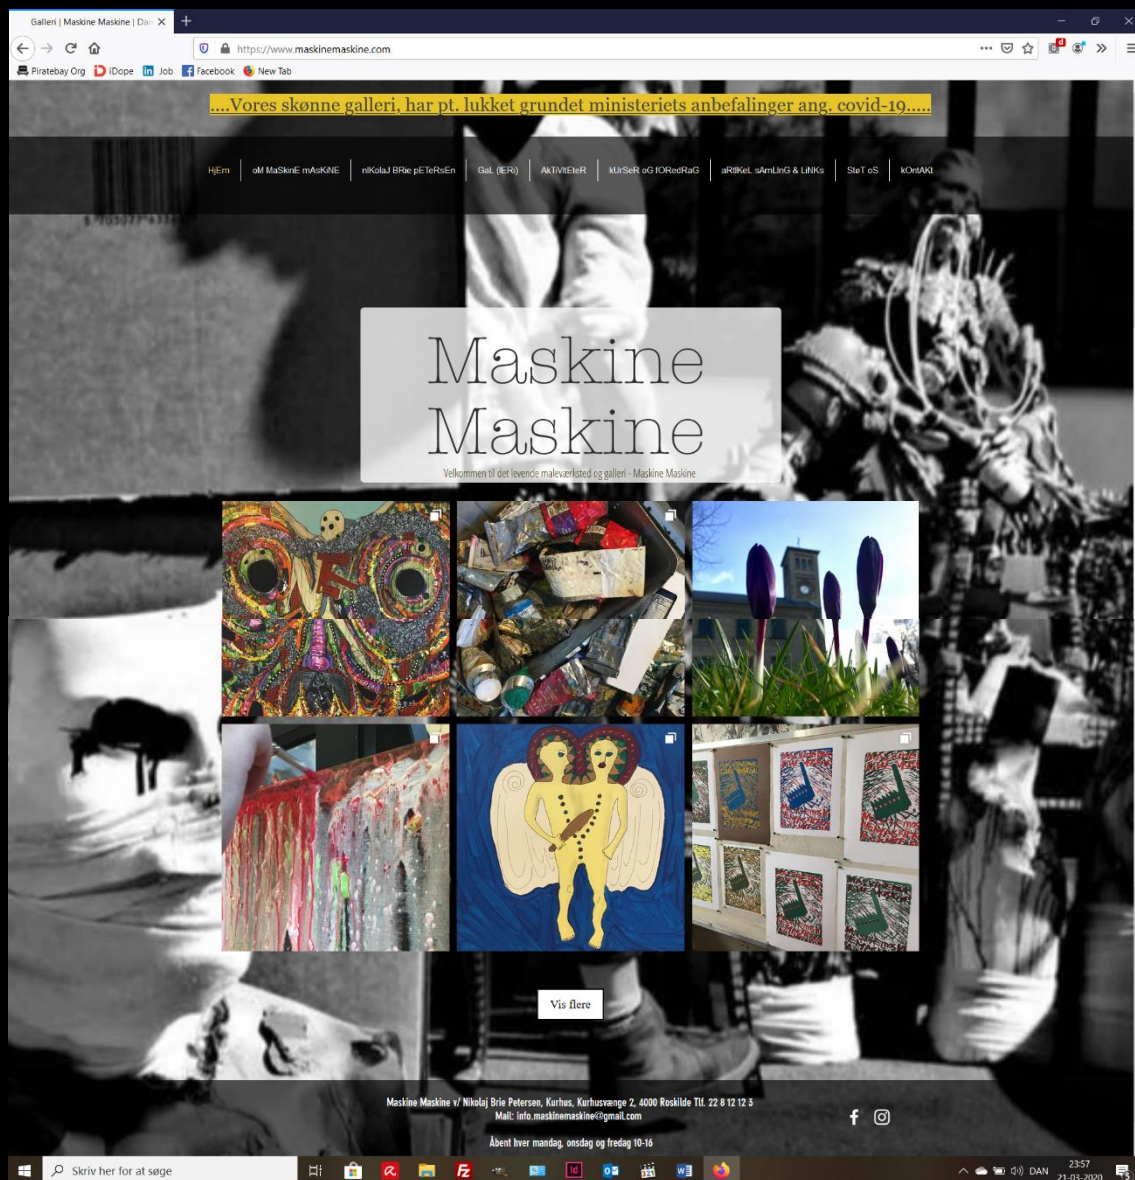 Galleri | Maskine Maskine | Dan
https://www.maskinemaskine.com
Piratebay Org iDope Job Facebook New Tab
....Vores skønne galleri, har pt. lukket grundet ministeriets anbefalinger ang. covid-19.....
HjEm oM MaSkinE mAsKiNE nIKolaJ BRie pETeRsEn GaL (lERi) AkTiVItEteR kUrSeR oG fORedRaG aRtIKeL sAmLInG & LiNKs SteT oS kOntAKt
Maskine
Maskine
Velkommen til det levende maleværksted og galleri - Maskine Maskine
Vis flere
Maskine Maskine v/ Nikolaj Brie Petersen, Kurhus, Kurhusvænge 2, 4000 Roskilde Tlf. 22 8 12 12 3
Mail: info.maskinemaskine@gmail.com
Åbent hver mandag, onsdag og fredag 10-16
Skriv her for at søge
DAN
23:57
21-03-2020